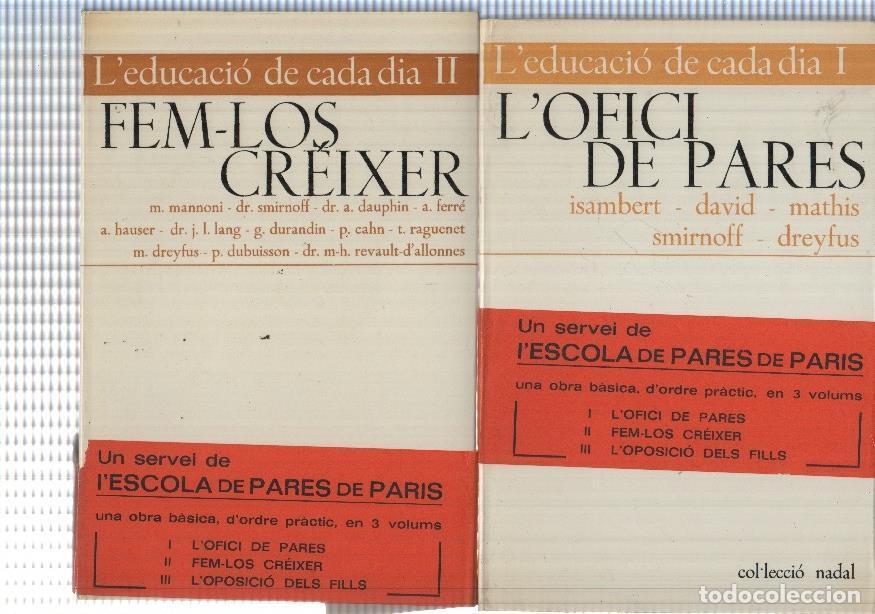 L'educació de cada dia II
FEM-LOS
CRÉIXER
m. mannoni - dr. smirnoff - dr. a. dauphin - a. ferré
a. hauser - dr. j. l. lang - g. durandin - p. cahn - t. raguenet
m. dreyfus - p. dubuisson - dr. m-h. revault-d'allonnes
Un servei de
l'ESCOLA DE PARES DE PARIS
una obra bàsica, d'ordre pràctic, en 3 volums
I L'OFICI DE PARES
II FEM-LOS CRÉIXER
III L'OPOSICIÓ DELS FILLS
L'educació de cada dia I
L'OFICI
DE PARES
isambert - david - mathis
smirnoff - dreyfus
Un servei de
l'ESCOLA DE PARES DE PARIS
una obra bàsica, d'ordre pràctic, en 3 volums
I L'OFICI DE PARES
II FEM-LOS CRÉIXER
III L'OPOSICIÓ DELS FILLS
col·lecció nadal
todocoleccion